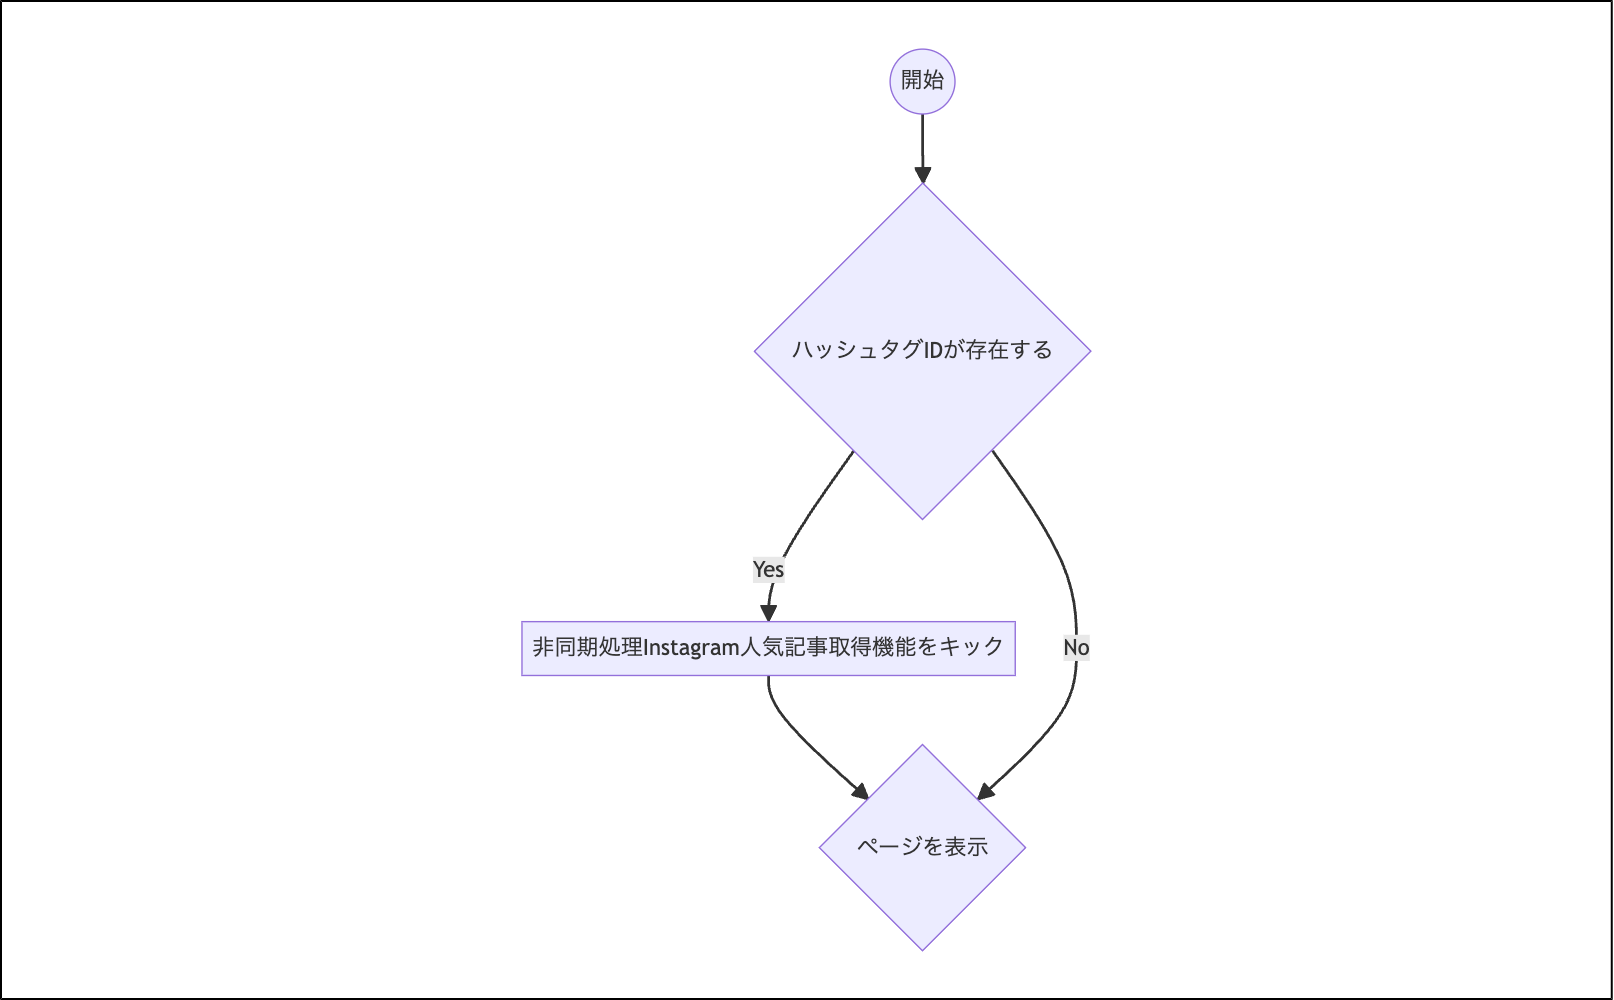 開始
ハッシュタグIDが存在する
Yes
非同期処理Instagram人気記事取得機能をキック
No
ページを表示